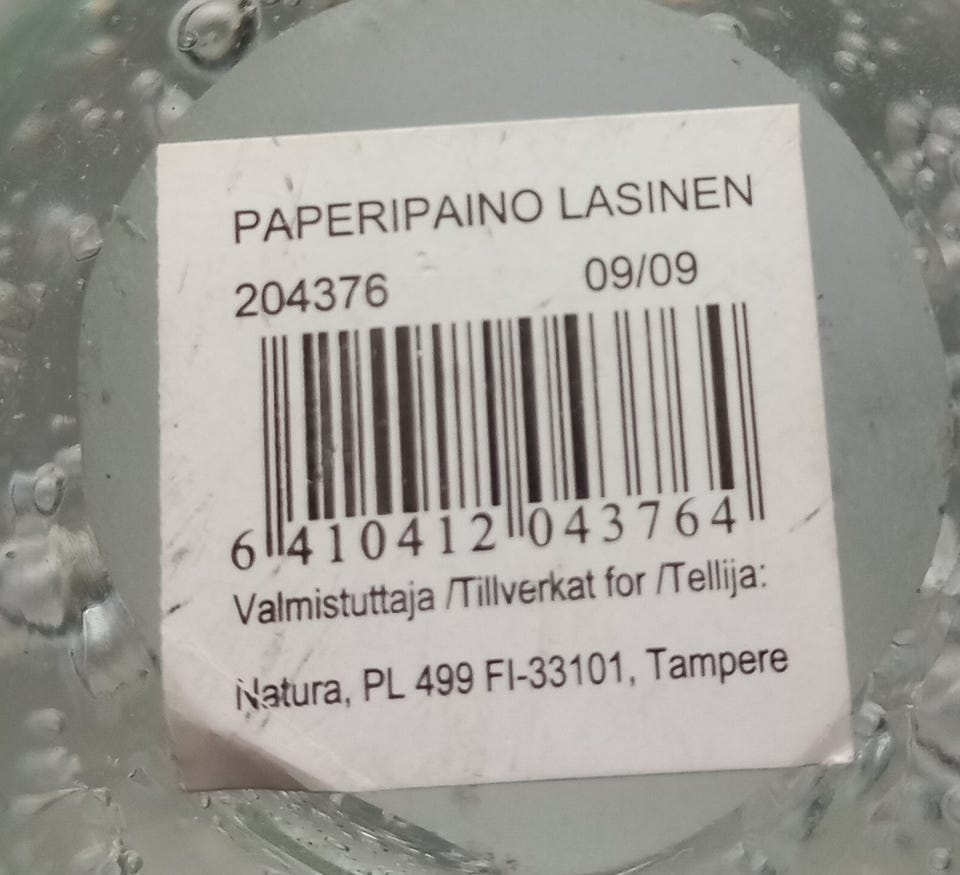 PAPERIPAINO LASINEN
204376 09/09
6 410412 043764
Valmistuttaja /Tillverkat for /Tellija:
Natura, PL 499 FI-33101, Tampere